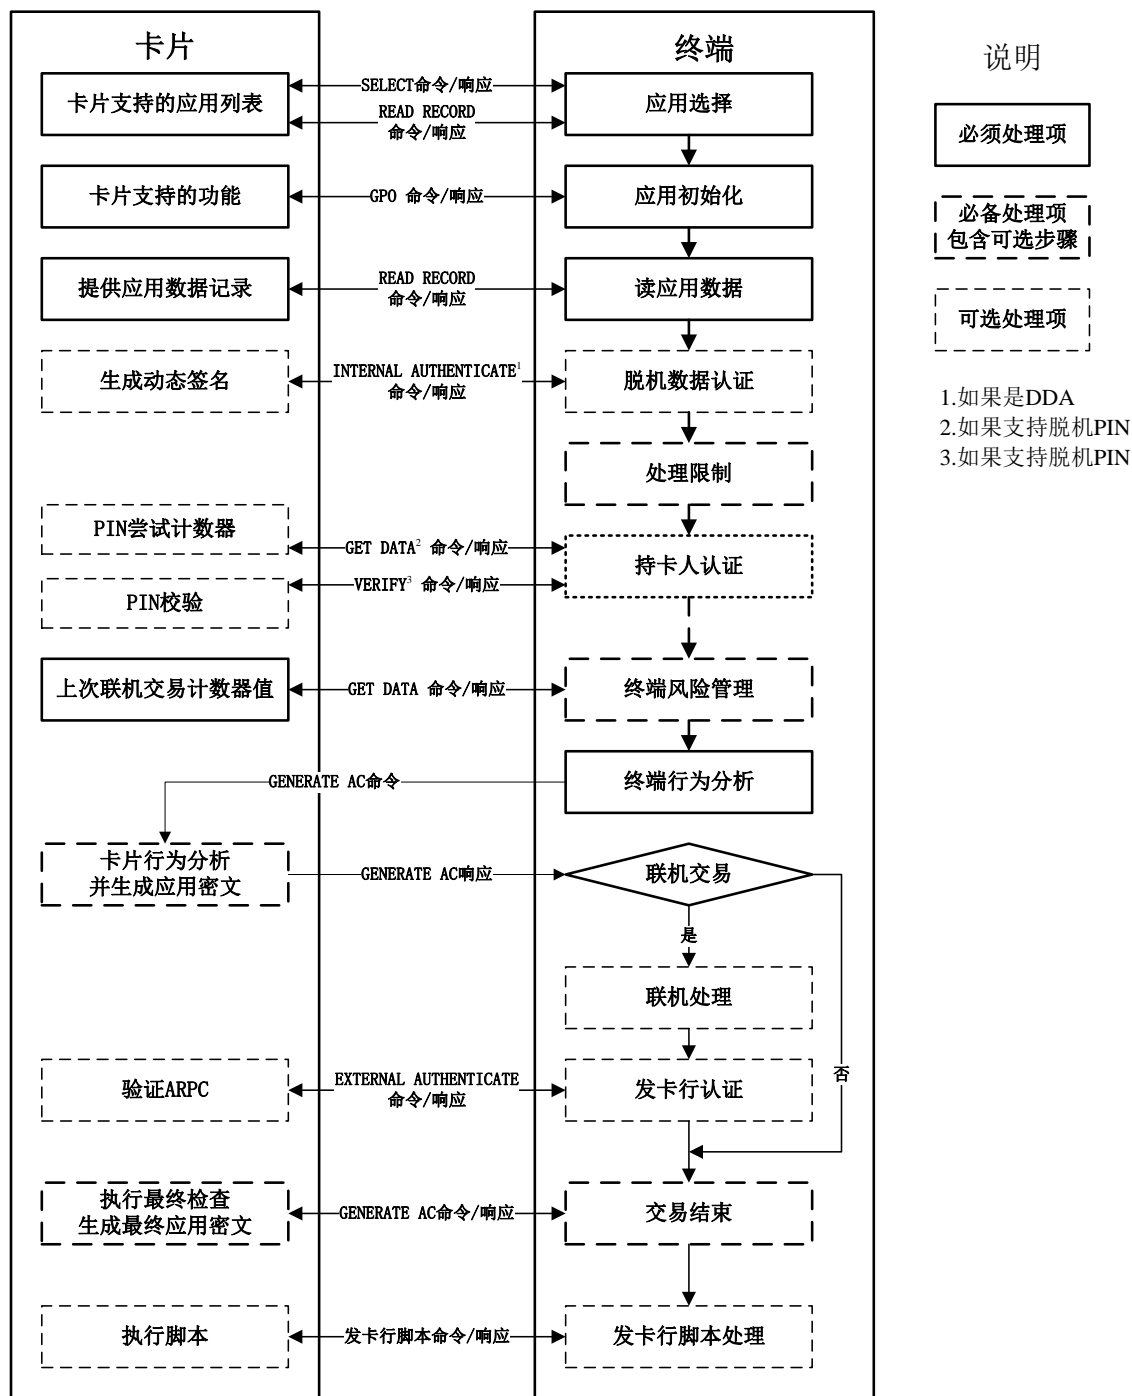 卡片
终端
说明
卡片支持的应用列表
SELECT命令/响应
READ RECORD
命令/响应
应用选择
必须处理项
卡片支持的功能
GPO 命令/响应
应用初始化
必备处理项
包含可选步骤
提供应用数据记录
READ RECORD
命令/响应
读应用数据
可选处理项
生成动态签名
INTERNAL AUTHENTICATE1
命令/响应
脱机数据认证
1.如果是DDA
2.如果支持脱机PIN
3.如果支持脱机PIN
处理限制
PIN尝试计数器
GET DATA2 命令/响应
持卡人认证
VERIFY3 命令/响应
PIN校验
上次联机交易计数器值
GET DATA 命令/响应
终端风险管理
GENERATE AC命令
终端行为分析
卡片行为分析
并生成应用密文
GENERATE AC响应
联机交易
是
联机处理
否
验证ARPC
EXTERNAL AUTHENTICATE
命令/响应
发卡行认证
执行最终检查
生成最终应用密文
GENERATE AC命令/响应
交易结束
执行脚本
发卡行脚本命令/响应
发卡行脚本处理